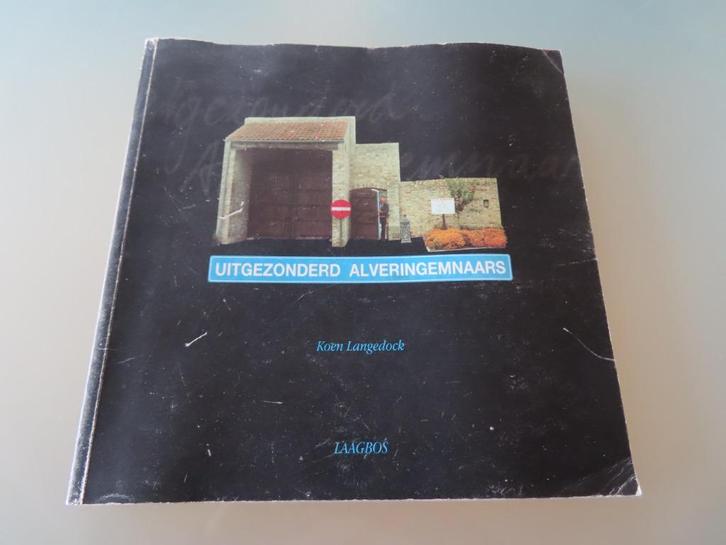 UITGEZONDERD ALVERINGEMNAARS
Koen Langedock
LAAGBOS